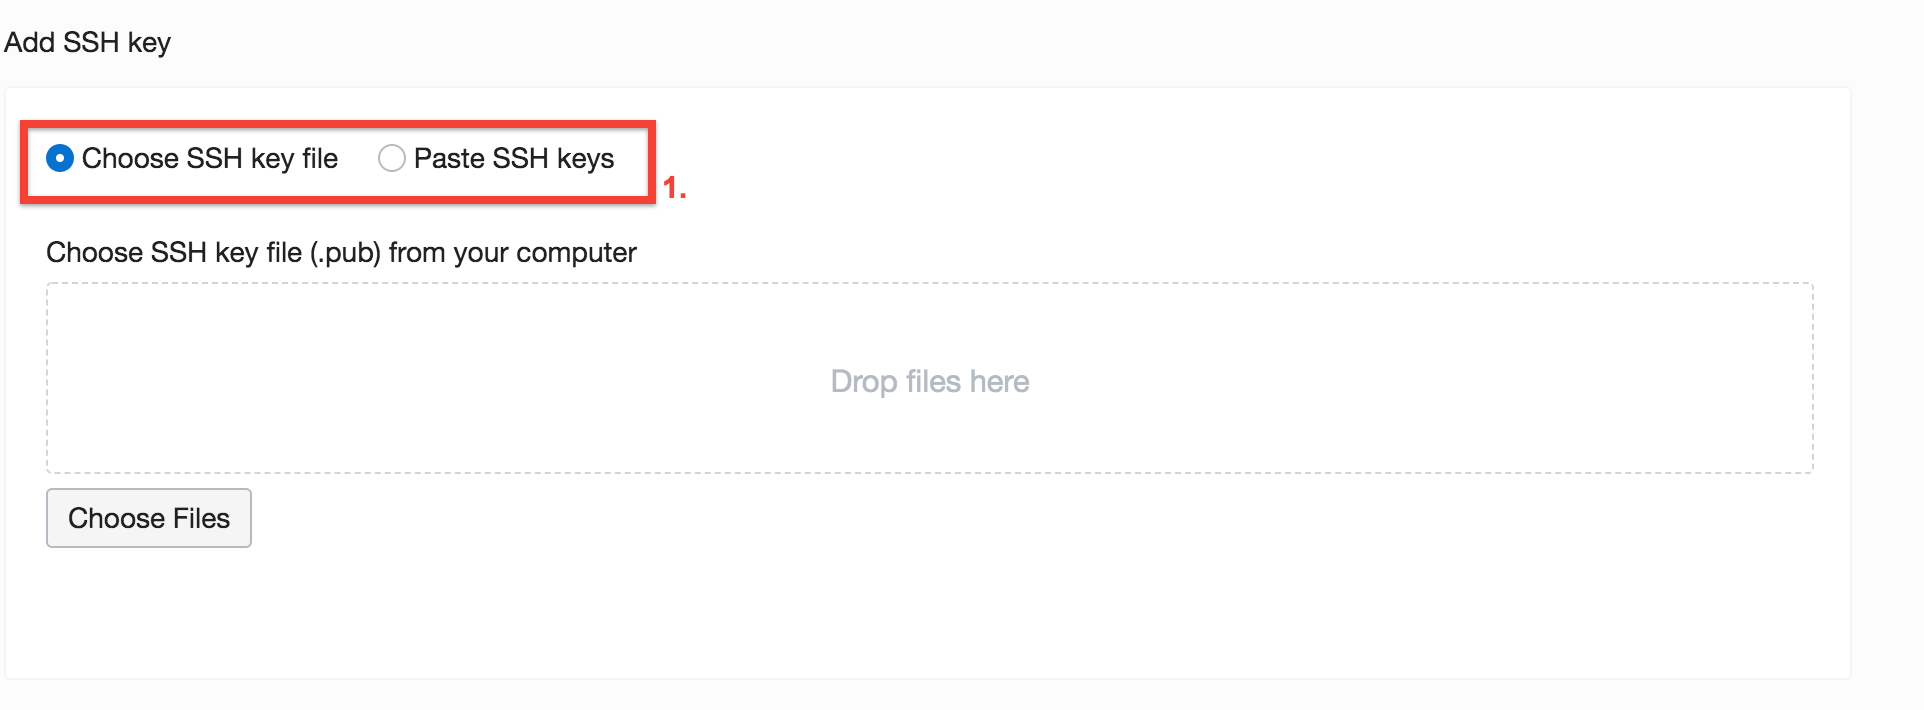 Add SSH key
Choose SSH key file Paste SSH keys
1.
Choose SSH key file (.pub) from your computer
Drop files here
Choose Files